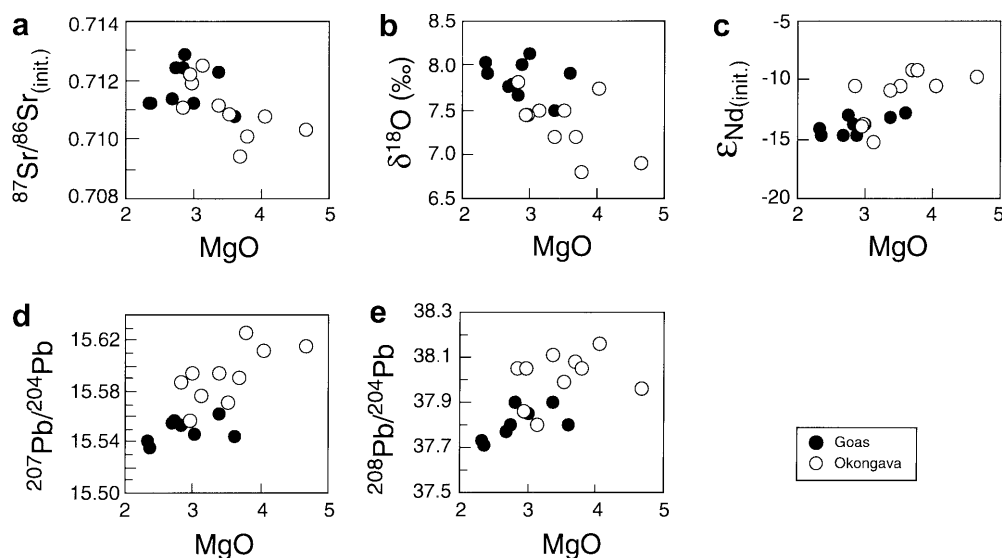 a
0.714
0.712
0.710
0.708
87Sr/86Sr(init.)
2 3 4 5
MgO
b
8.5
8.0
7.5
7.0
6.5
δ18O (‰)
2 3 4 5
MgO
c
-5
-10
-15
-20
εNd(init.)
2 3 4 5
MgO
d
15.62
15.58
15.54
15.50
207Pb/204Pb
2 3 4 5
MgO
e
38.3
38.1
37.9
37.7
37.5
208Pb/204Pb
2 3 4 5
MgO
Goas
Okongava